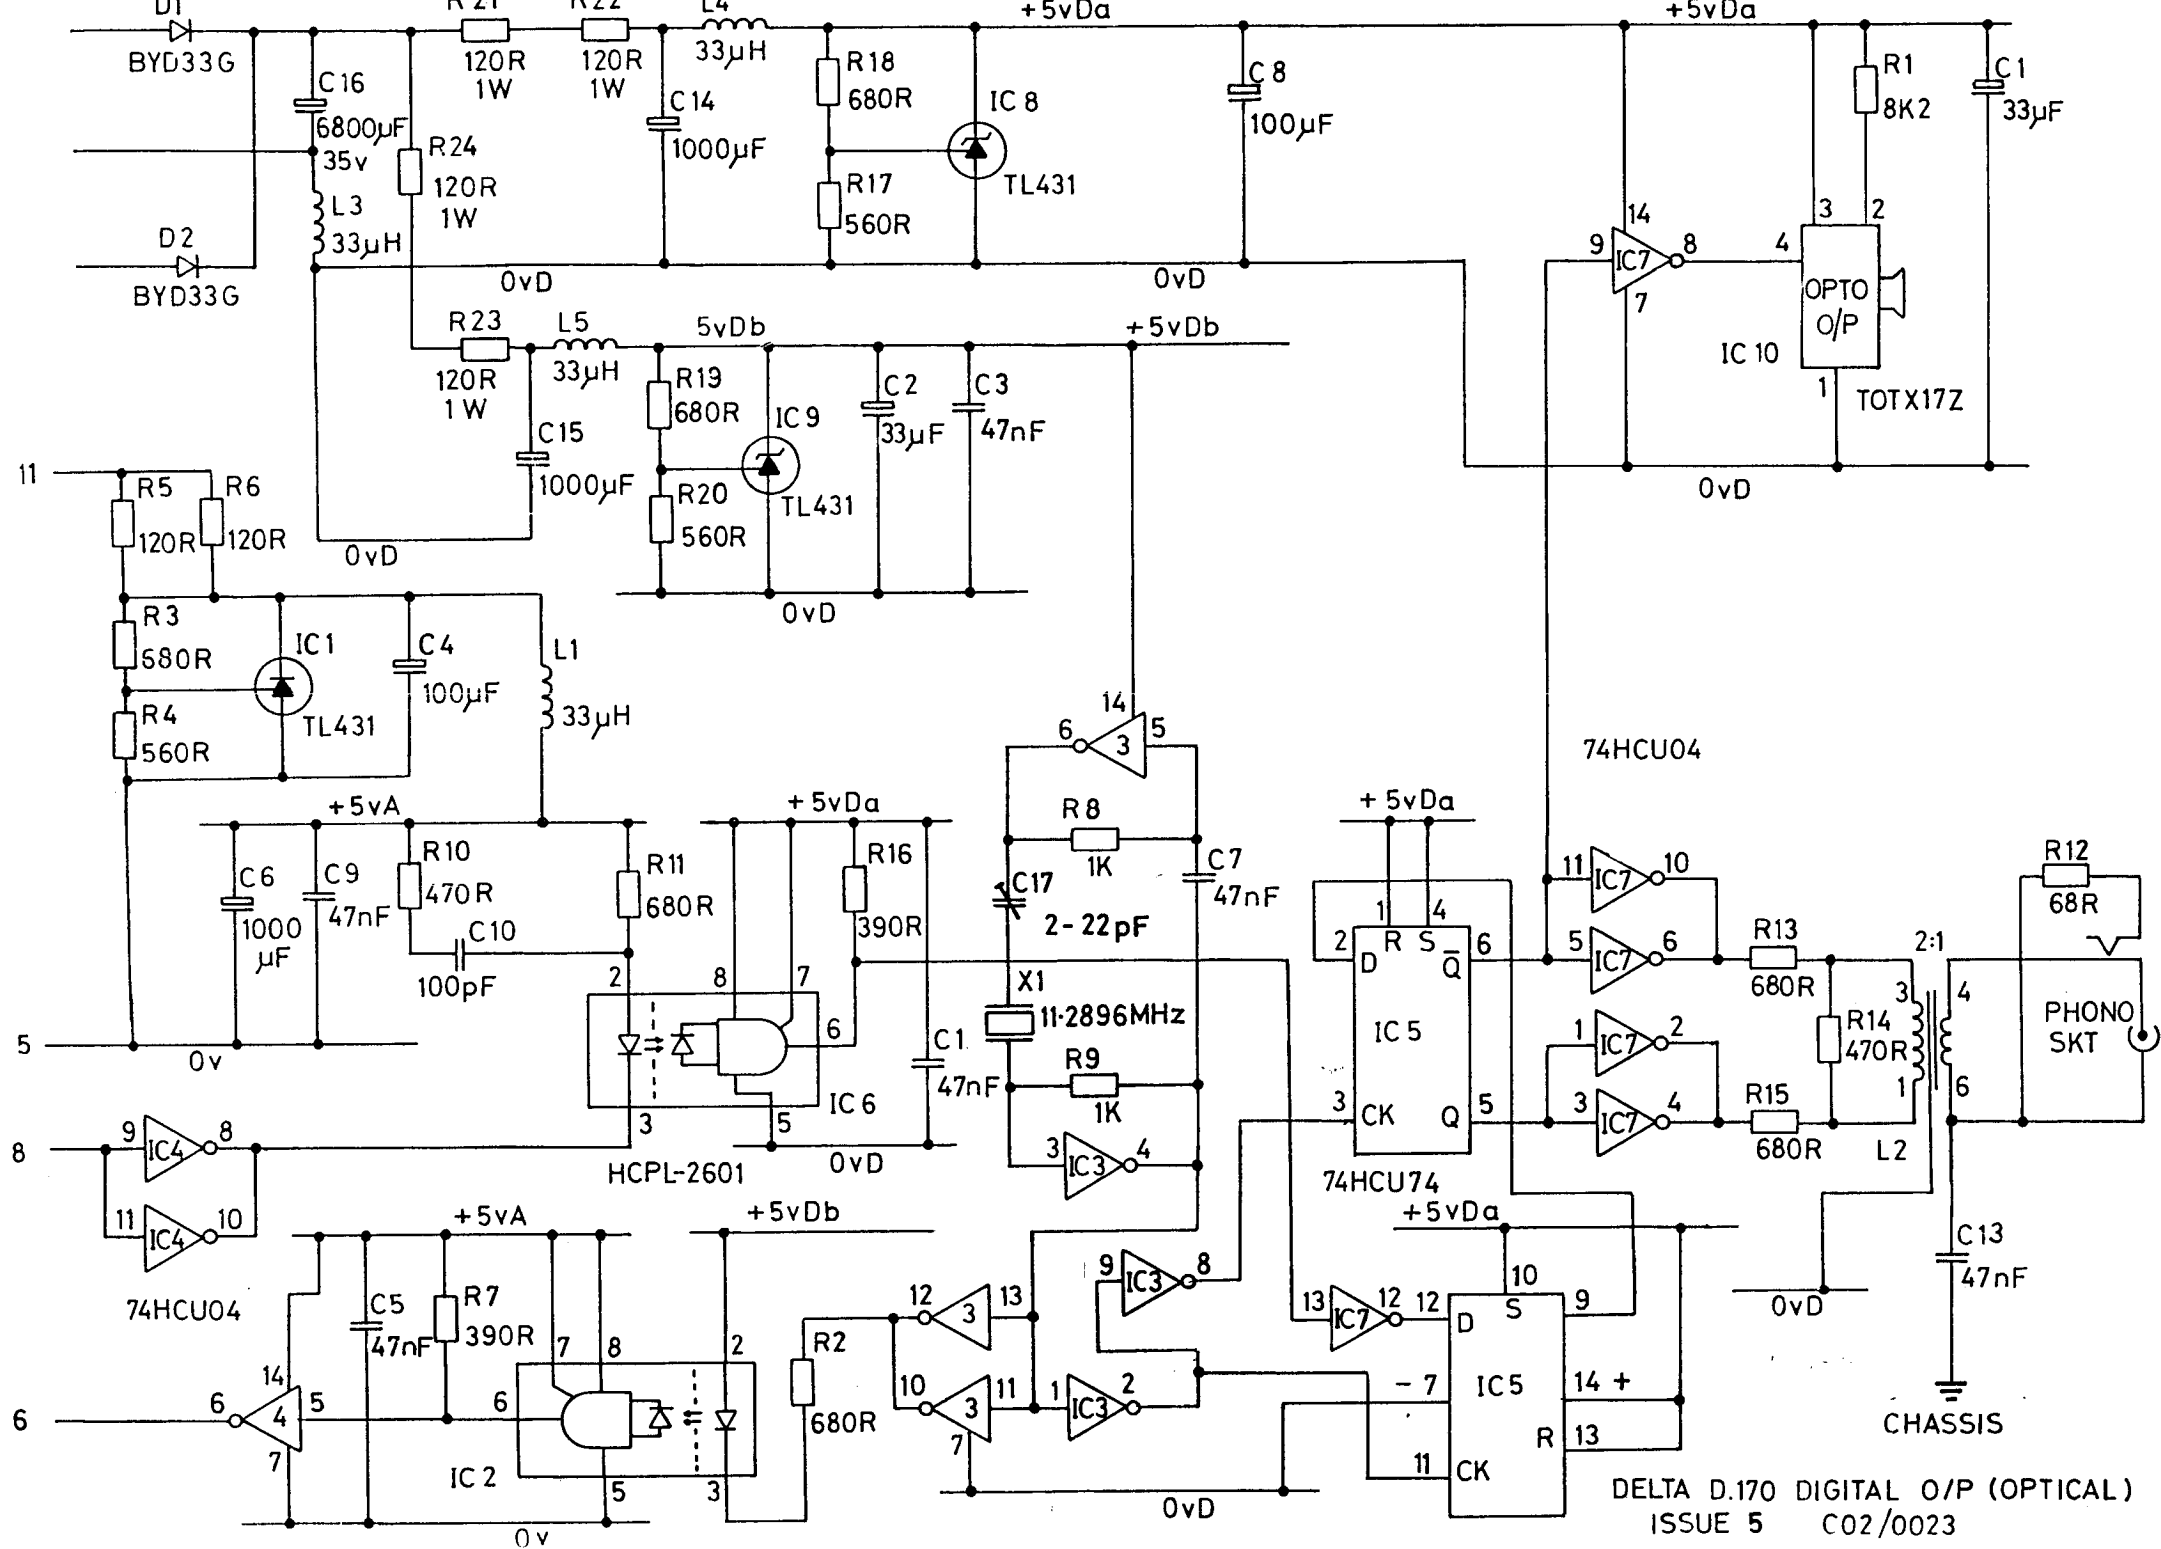 D1
R21
R22
L4
+5vDa
+5vDa
BYD33G
120R
1W
120R
1W
33µH
C16
6800µF
35v
C14
1000µF
R18
680R
IC8
C8
100µF
R1
8K2
C1
33µF
R24
120R
1W
R17
560R
TL431
L3
33µH
D2
BYD33G
0vD
0vD
14
9
IC7
8
7
3
2
4
OPTO
O/P
IC10
1
TOTX17Z
0vD
R23
120R
1W
L5
33µH
5vDb
+5vDb
R19
680R
IC9
C2
33µF
C3
47nF
C15
1000µF
R20
560R
TL431
0vD
0vD
11
R5
120R
R6
120R
R3
680R
IC1
C4
100µF
L1
33µH
R4
560R
TL431
14
6
3
5
74HCU04
+5vA
+5vDa
R8
1K
+5vDa
C6
1000
µF
C9
47nF
R10
470R
C10
100pF
R11
680R
R16
390R
C17
2-22pF
C7
47nF
X1
11·2896MHz
2
8
7
6
3
5
IC6
HCPL-2601
C1
47nF
0vD
R9
1K
3
IC3
4
1
4
R
S
2
D
Q̅
6
IC5
3
CK
Q
5
74HCU74
11
IC7
10
5
IC7
6
1
IC7
2
3
IC7
4
R13
680R
R14
470R
R15
680R
2:1
3
1
4
6
L2
R12
68R
PHONO
SKT
5
0v
8
9
IC4
8
11
IC4
10
74HCU04
+5vA
+5vDb
C5
47nF
R7
390R
14
6
4
5
7
6
6
7
8
2
5
3
IC2
0v
R2
680R
12
3
13
10
3
11
7
1
IC3
2
9
IC3
8
0vD
13
IC7
12
+5vDa
10
12
D
S
9
-7
IC5
14 +
R
13
11
CK
0vD
C13
47nF
CHASSIS
DELTA D.170 DIGITAL O/P (OPTICAL)
ISSUE 5 C02/0023